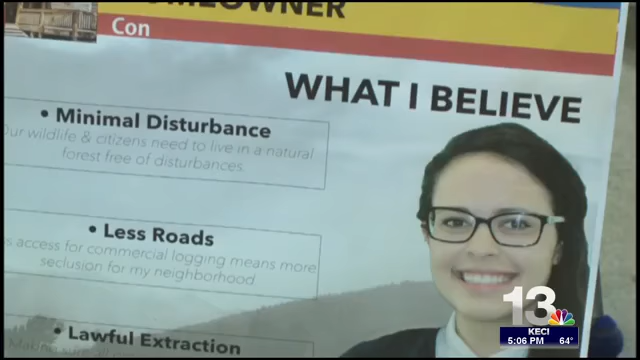 OMEOWNER
Con
WHAT I BELIEVE
• Minimal Disturbance
Our wildlife & citizens need to live in a natural
forest free of disturbances.
• Less Roads
access for commercial logging means more
seclusion for my neighborhood
• Lawful Extraction
13
KECI
5:06 PM 64°